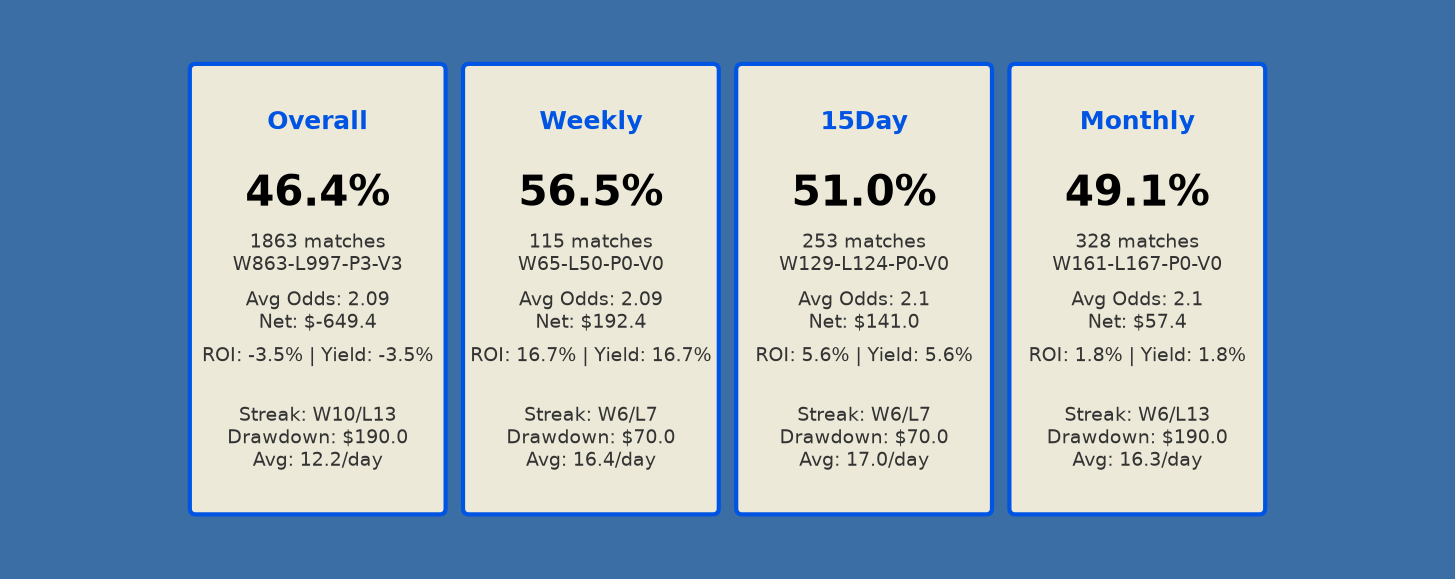 Overall
46.4%
1863 matches
W863-L997-P3-V3
Avg Odds: 2.09
Net: $-649.4
ROI: -3.5% | Yield: -3.5%
Streak: W10/L13
Drawdown: $190.0
Avg: 12.2/day
Weekly
56.5%
115 matches
W65-L50-P0-V0
Avg Odds: 2.09
Net: $192.4
ROI: 16.7% | Yield: 16.7%
Streak: W6/L7
Drawdown: $70.0
Avg: 16.4/day
15Day
51.0%
253 matches
W129-L124-P0-V0
Avg Odds: 2.1
Net: $141.0
ROI: 5.6% | Yield: 5.6%
Streak: W6/L7
Drawdown: $70.0
Avg: 17.0/day
Monthly
49.1%
328 matches
W161-L167-P0-V0
Avg Odds: 2.1
Net: $57.4
ROI: 1.8% | Yield: 1.8%
Streak: W6/L13
Drawdown: $190.0
Avg: 16.3/day